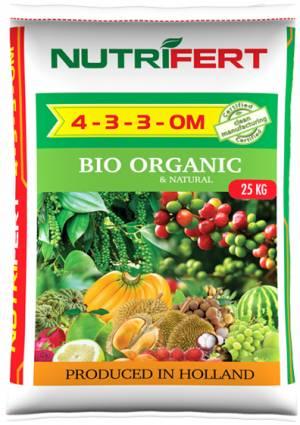 NUTRIFERT
4 - 3 - 3 - OM
Certified
clean
manufacturing
Certified
BIO ORGANIC
& NATURAL
25 KG
NUTRIFERT
PRODUCED IN HOLLAND